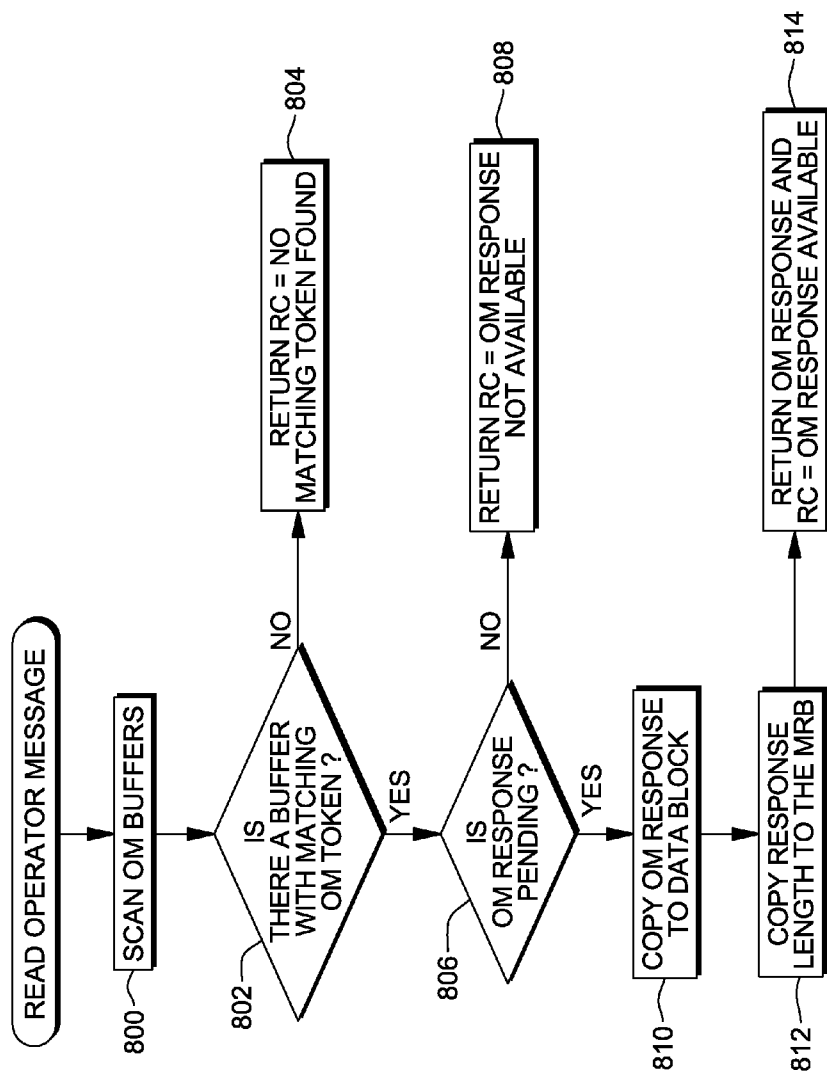 READ OPERATOR MESSAGE
SCAN OM BUFFERS
800
IS
THERE A BUFFER
WITH MATCHING
OM TOKEN ?
802
NO
RETURN RC = NO
MATCHING TOKEN FOUND
804
YES
IS
OM RESPONSE
PENDING ?
806
NO
RETURN RC = OM RESPONSE
NOT AVAILABLE
808
YES
COPY OM RESPONSE
TO DATA BLOCK
810
COPY RESPONSE
LENGTH TO THE MRB
812
RETURN OM RESPONSE AND
RC = OM RESPONSE AVAILABLE
814